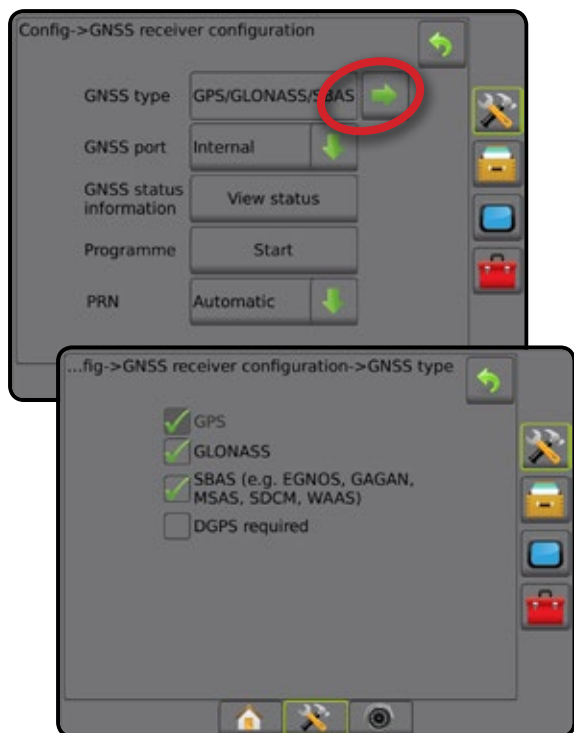 Config->GNSS receiver configuration
GNSS type GPS/GLONASS/SBAS
GNSS port Internal
GNSS status
information
View status
Programme Start
PRN Automatic
...fig->GNSS receiver configuration->GNSS type
GPS
GLONASS
SBAS (e.g. EGNOS, GAGAN,
MSAS, SDCM, WAAS)
DGPS required